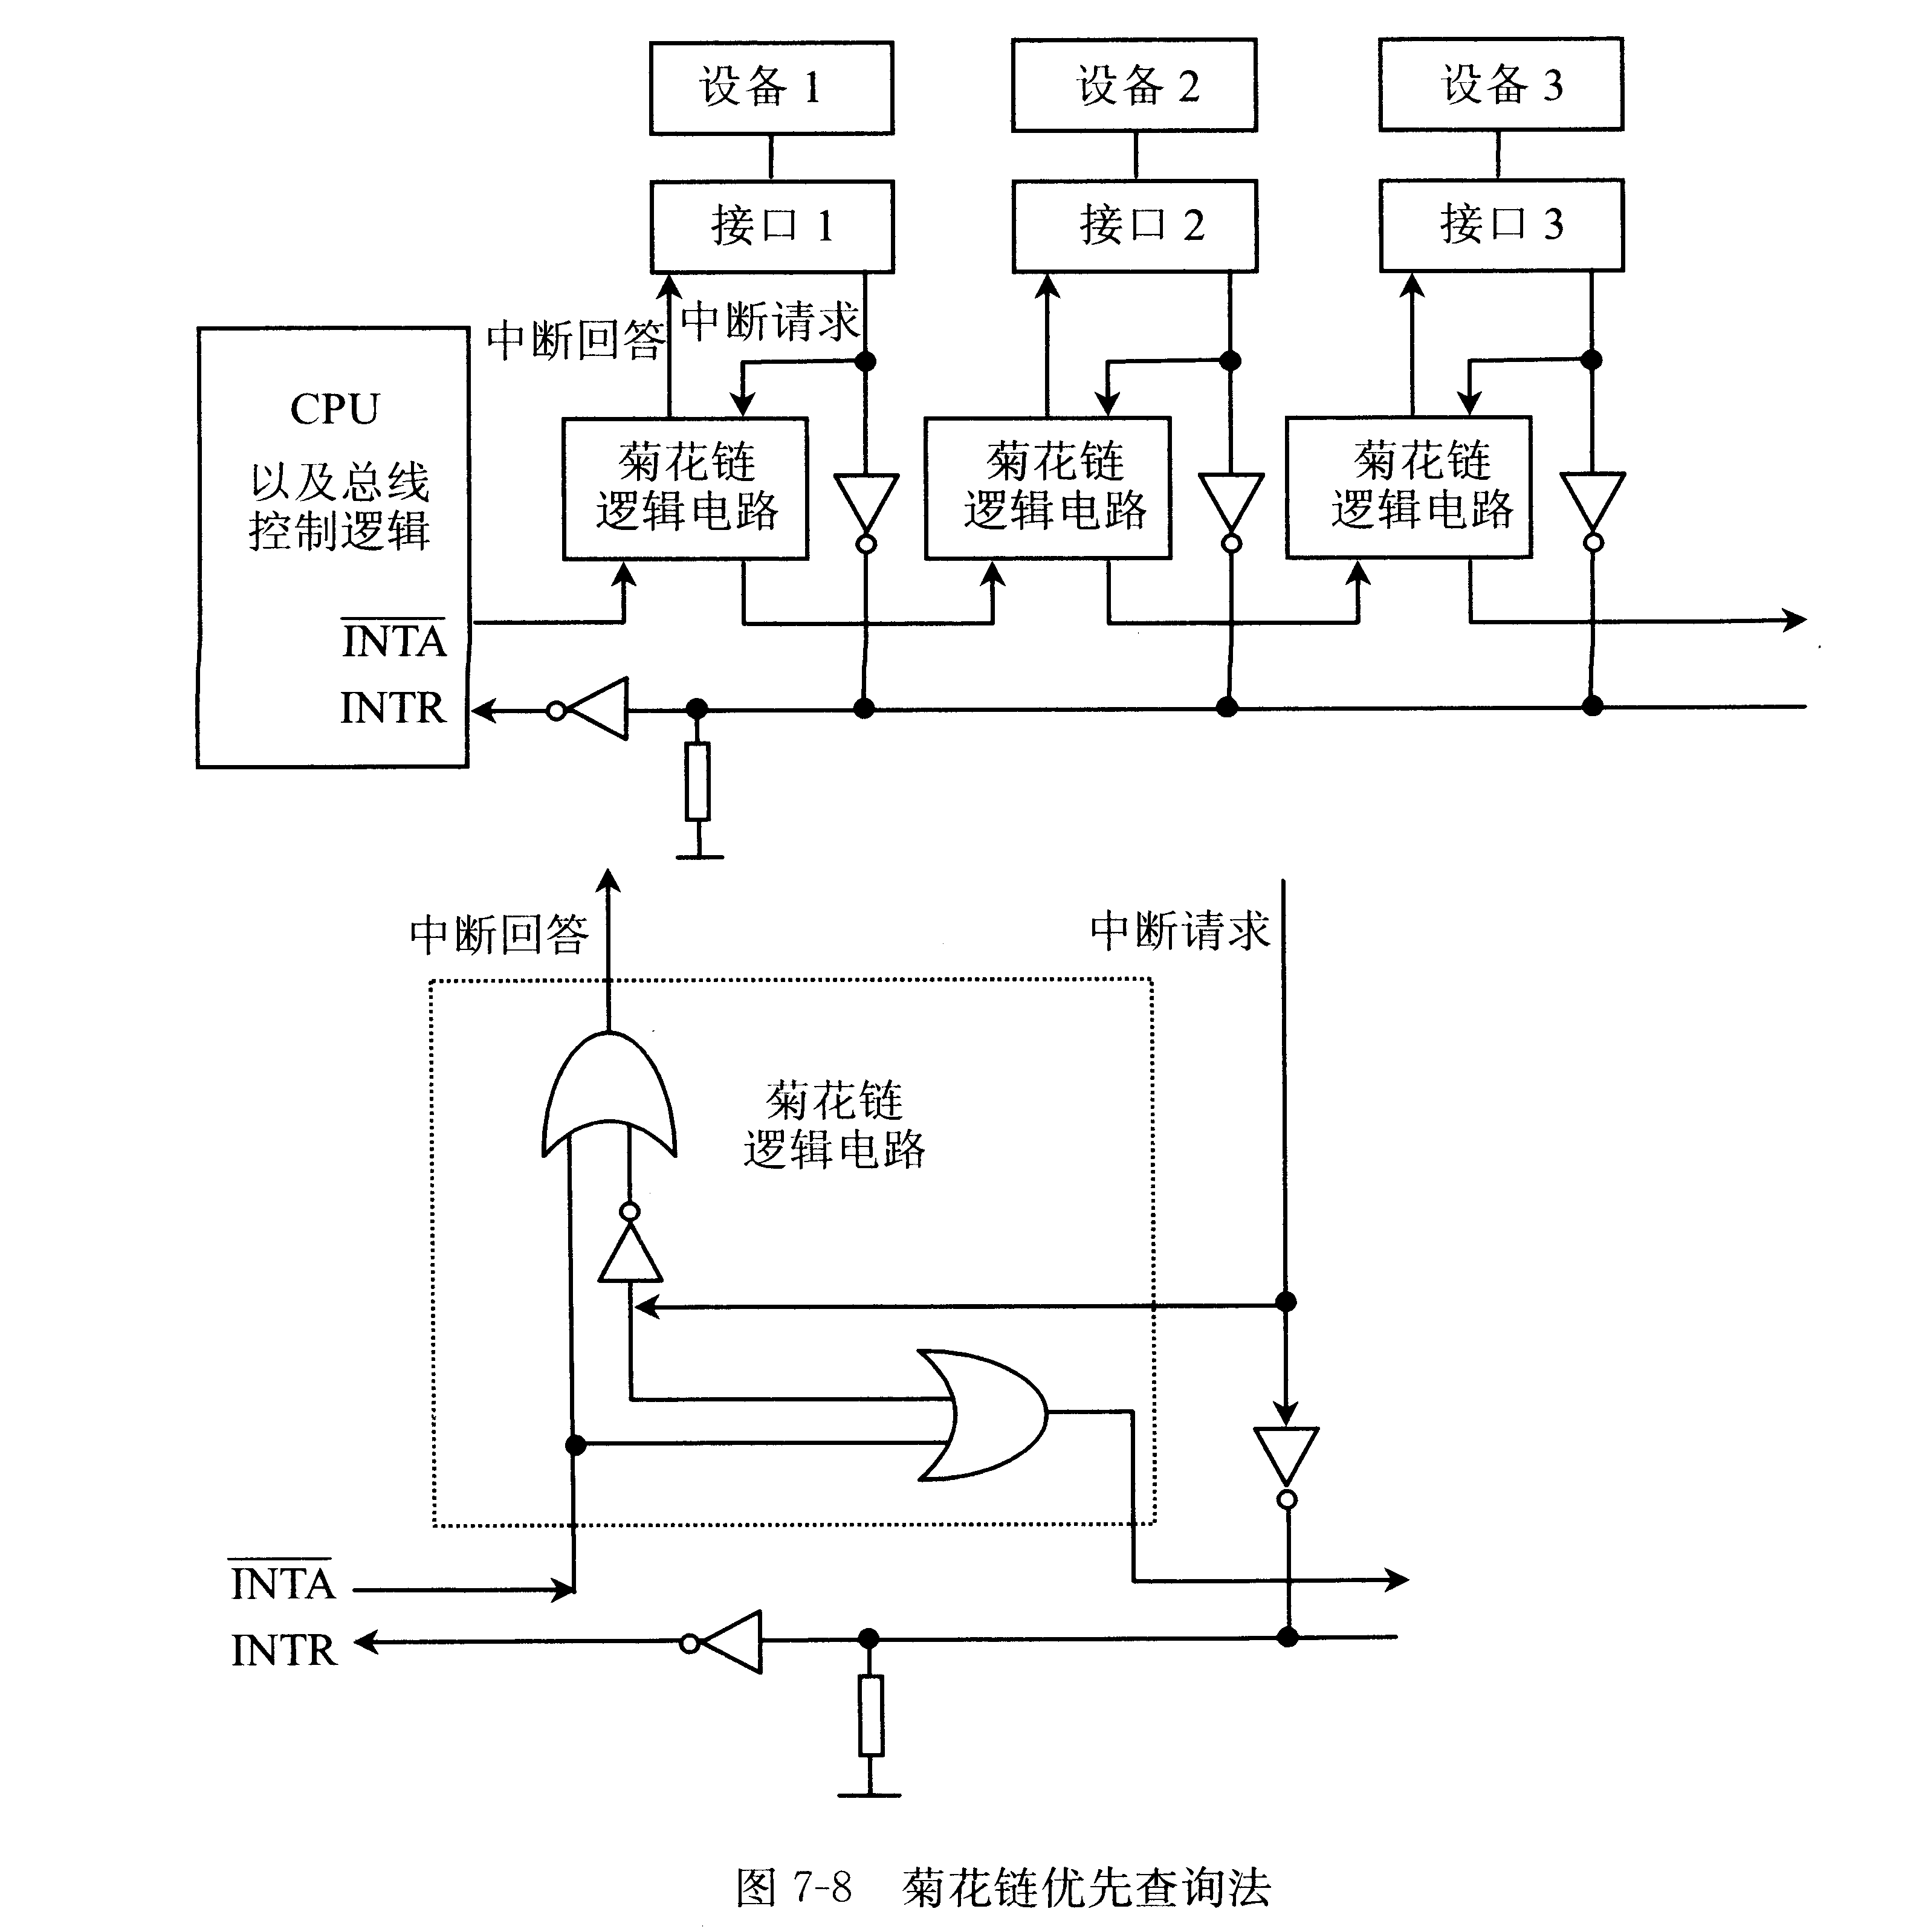 设备 1
设备 2
设备 3
接口 1
接口 2
接口 3
中断回答
中断请求
CPU
以及总线
控制逻辑
INTA
INTR
菊花链
逻辑电路
菊花链
逻辑电路
菊花链
逻辑电路
中断回答
中断请求
菊花链
逻辑电路
INTA
INTR
图 7-8 菊花链优先查询法